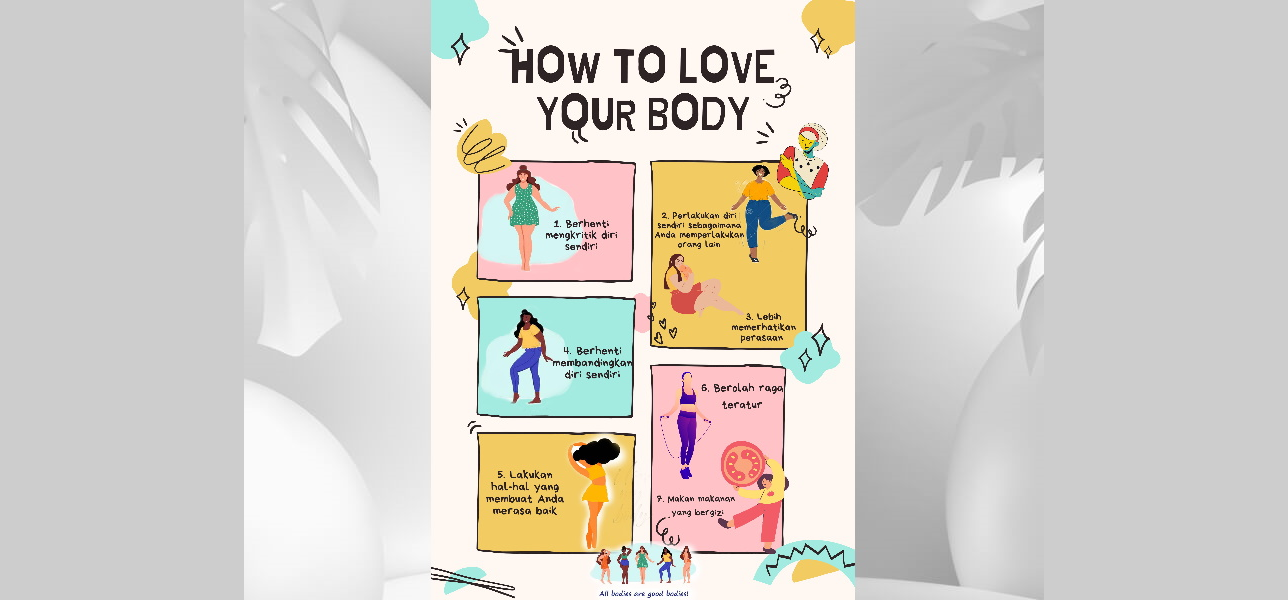 HOW TO LOVE
YOUR BODY
1. Berhenti
mengkritik diri
sendiri
2. Perlakukan diri
sendiri sebagaimana
Anda memperlakukan
orang lain
3. Lebih
memerhatikan
perasaan
4. Berhenti
membandingkan
diri sendiri
5. Lakukan
hal-hal yang
membuat Anda
merasa baik
6. Berolah raga
teratur
7. Makan makanan
yang bergizi
All bodies are good bodies!